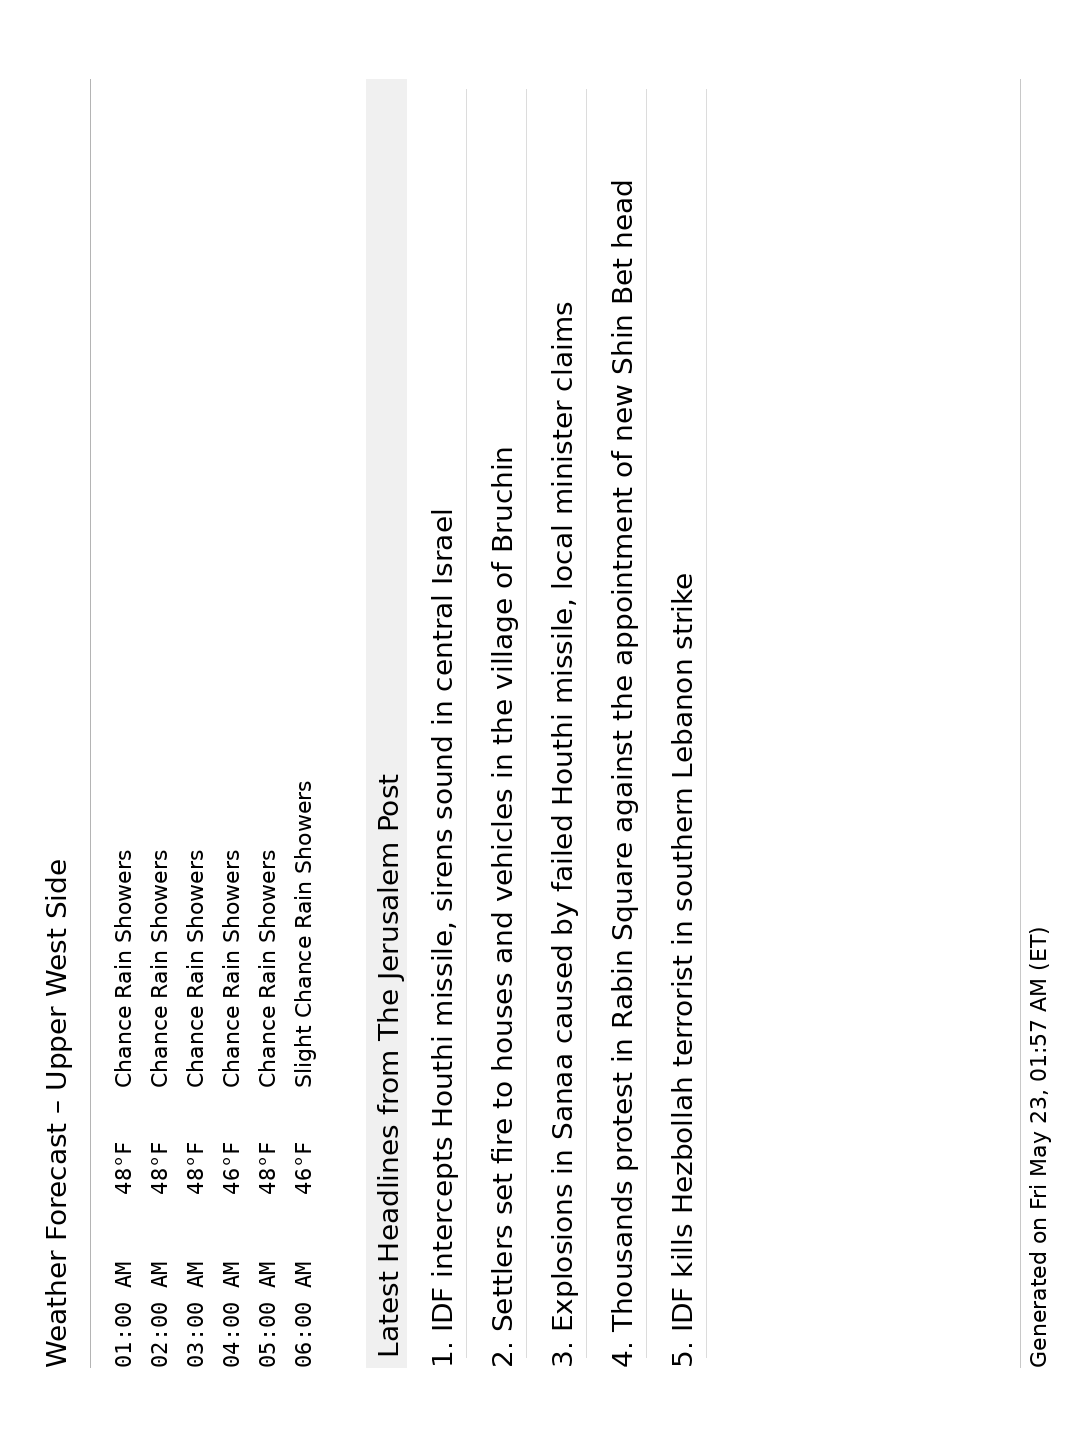 Weather Forecast – Upper West Side
01:00 AM 48°F Chance Rain Showers
02:00 AM 48°F Chance Rain Showers
03:00 AM 48°F Chance Rain Showers
04:00 AM 46°F Chance Rain Showers
05:00 AM 48°F Chance Rain Showers
06:00 AM 46°F Slight Chance Rain Showers
Latest Headlines from The Jerusalem Post
1. IDF intercepts Houthi missile, sirens sound in central Israel
2. Settlers set fire to houses and vehicles in the village of Bruchin
3. Explosions in Sanaa caused by failed Houthi missile, local minister claims
4. Thousands protest in Rabin Square against the appointment of new Shin Bet head
5. IDF kills Hezbollah terrorist in southern Lebanon strike
Generated on Fri May 23, 01:57 AM (ET)